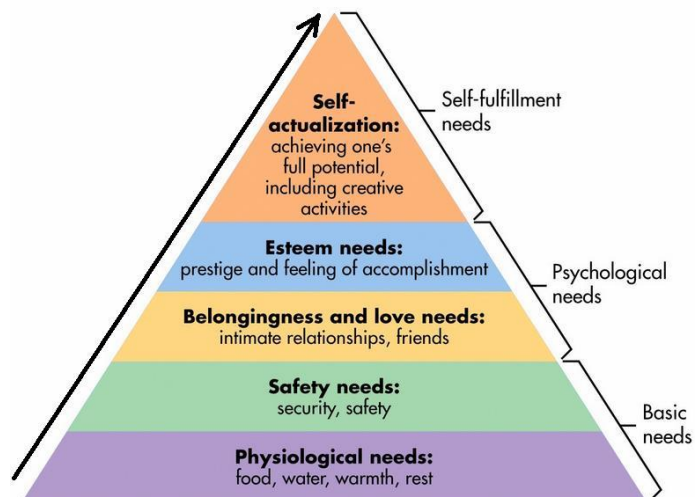 Self-
actualization:
achieving one's
full potential,
including creative
activities
Self-fulfillment
needs
Esteem needs:
prestige and feeling of accomplishment
Psychological
needs
Belongingness and love needs:
intimate relationships, friends
Safety needs:
security, safety
Basic
needs
Physiological needs:
food, water, warmth, rest